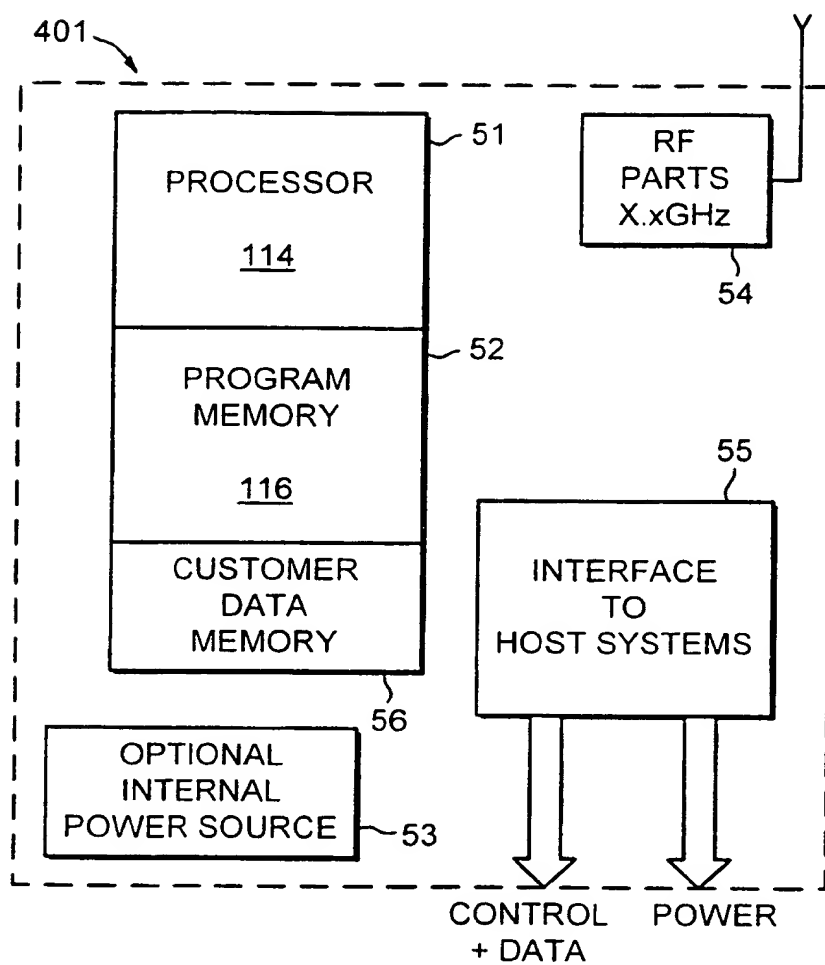 401
PROCESSOR
114
51
RF
PARTS
X.xGHz
54
PROGRAM
MEMORY
116
52
CUSTOMER
DATA
MEMORY
56
55
INTERFACE
TO
HOST SYSTEMS
OPTIONAL
INTERNAL
POWER SOURCE
53
CONTROL
+ DATA
POWER